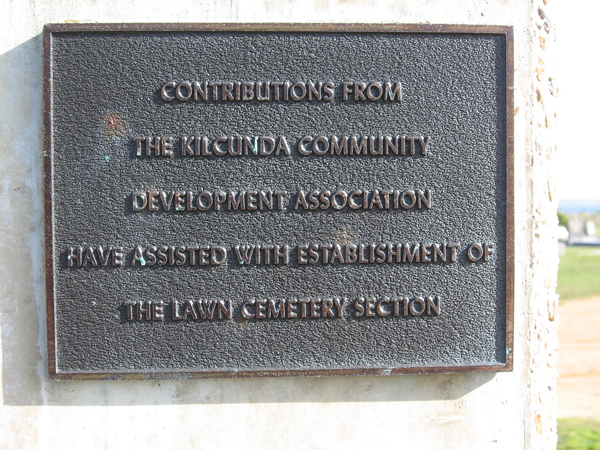 CONTRIBUTIONS FROM
THE KILCUNDA COMMUNITY
DEVELOPMENT ASSOCIATION
HAVE ASSISTED WITH ESTABLISHMENT OF
THE LAWN CEMETERY SECTION